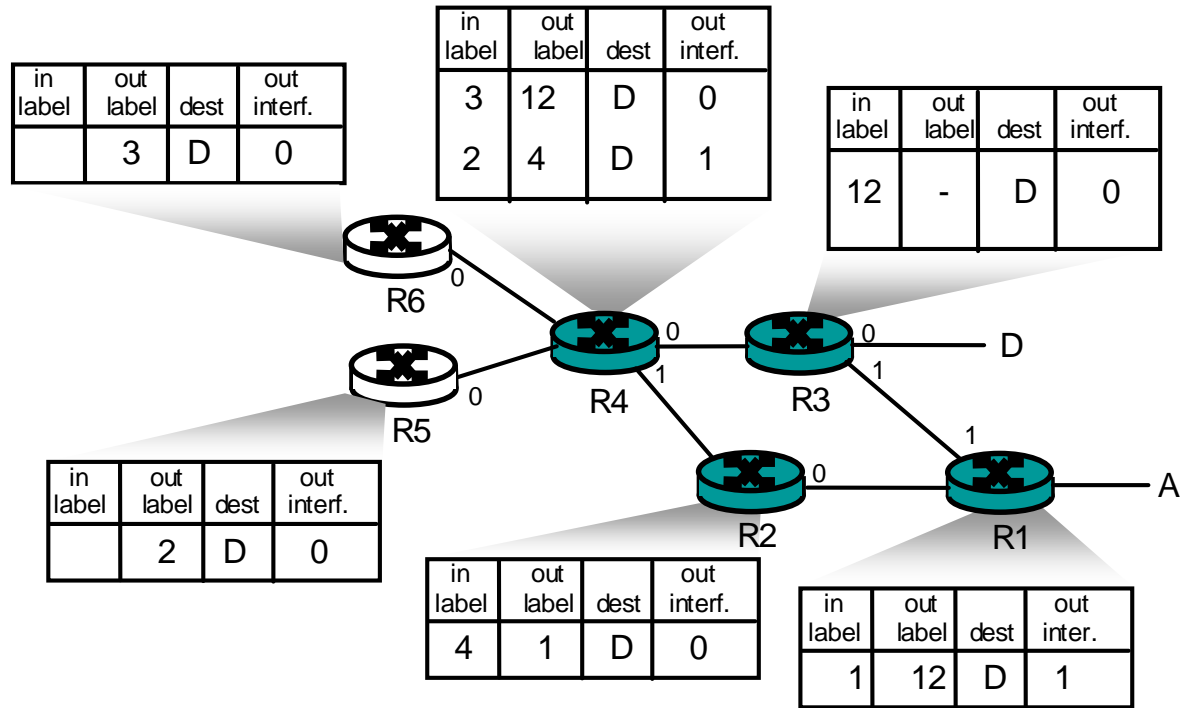 in out dest out
label label interf.
3 12 D 0
2 4 D 1
in out dest out
label label interf.
3 D 0
in out dest out
label label interf.
12 - D 0
0
R6
0
R5
0
1
R4
0
1
R3
D
in out dest out
label label interf.
2 D 0
0
R2
1
R1
A
in out dest out
label label interf.
4 1 D 0
in out dest out
label label inter.
1 12 D 1